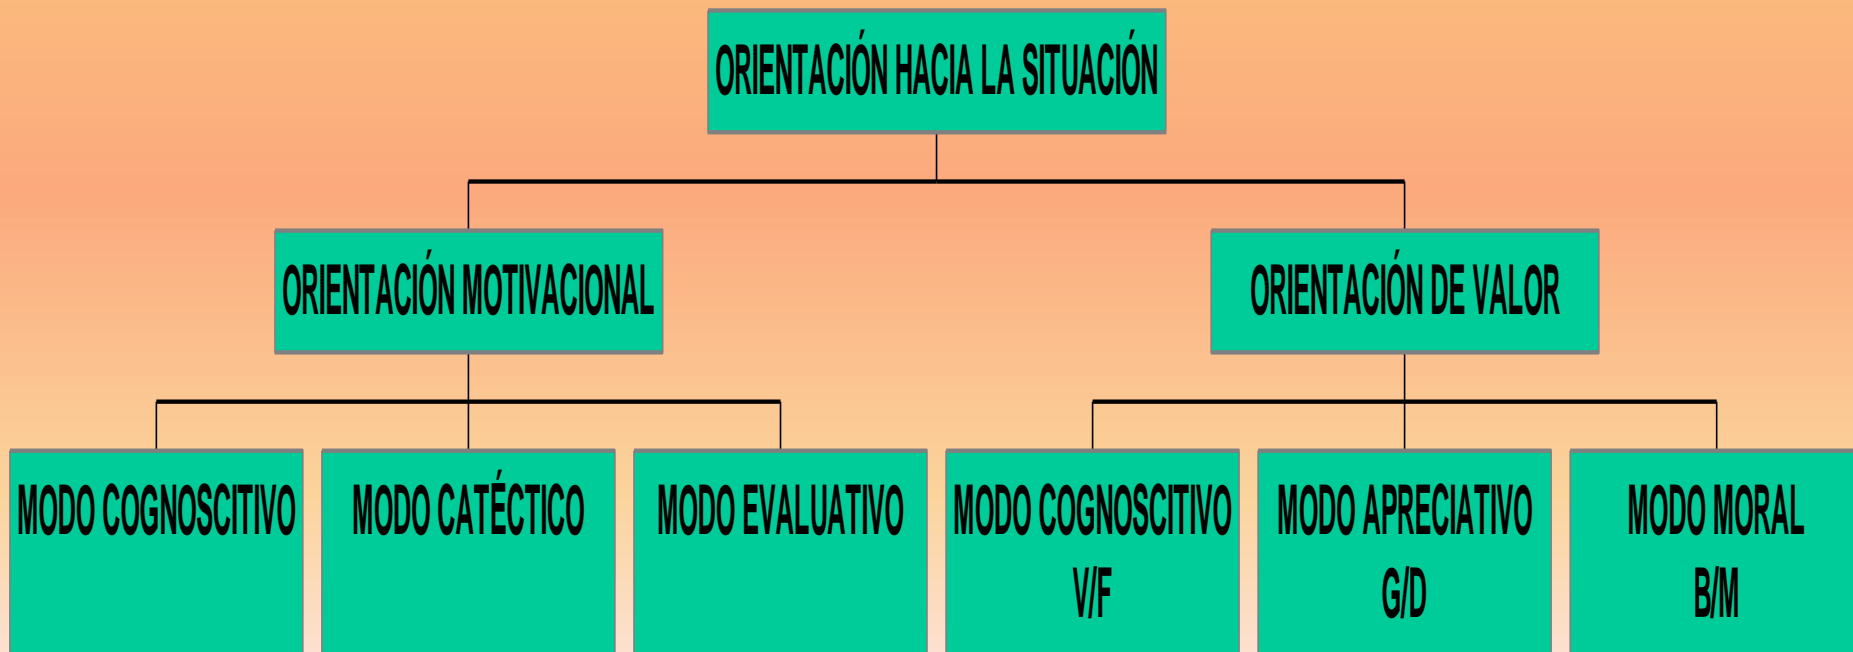 ORIENTACIÓN HACIA LA SITUACIÓN
ORIENTACIÓN MOTIVACIONAL
ORIENTACIÓN DE VALOR
MODO COGNOSCITIVO
MODO CATÉCTICO
MODO EVALUATIVO
MODO COGNOSCITIVO
V/F
MODO APRECIATIVO
G/D
MODO MORAL
B/M